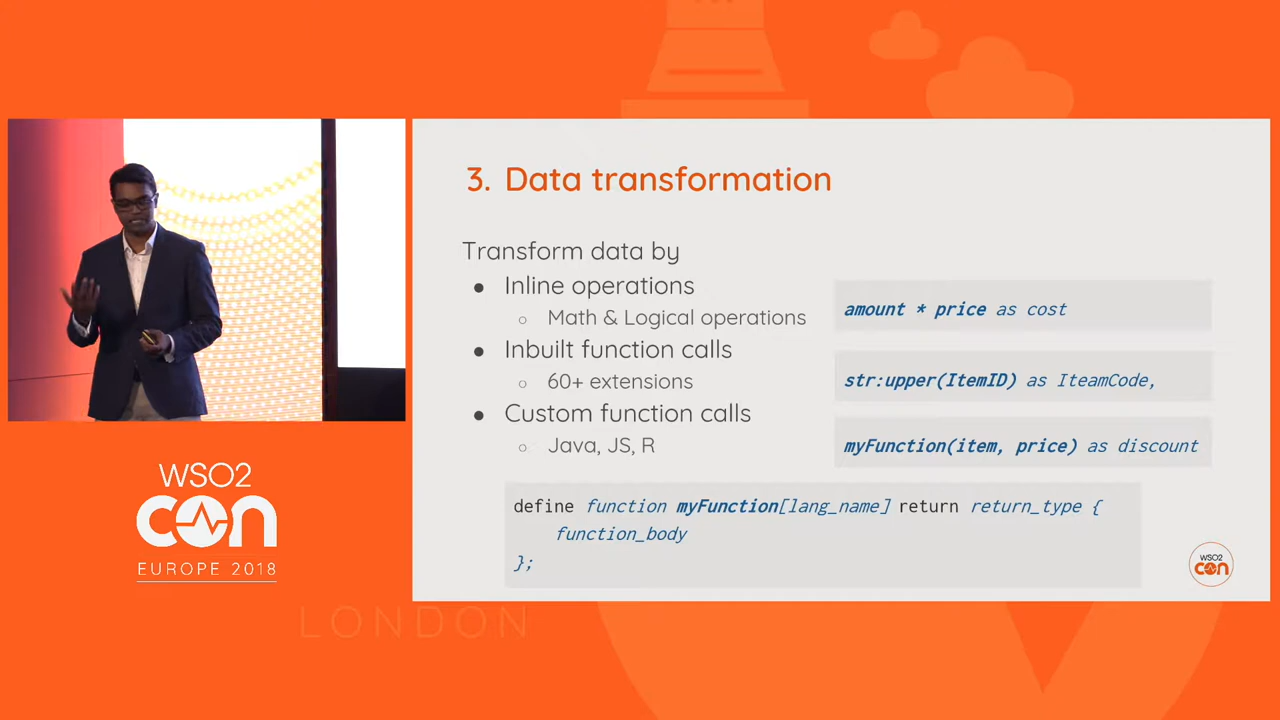 3. Data transformation
Transform data by
● Inline operations
○ Math & Logical operations
amount * price as cost
● Inbuilt function calls
○ 60+ extensions
str:upper(ItemID) as IteamCode,
● Custom function calls
○ Java, JS, R
myFunction(item, price) as discount
define function myFunction[lang_name] return return_type {
function_body
};
WSO2
CON
EUROPE 2018
WSO2
CON
LONDON